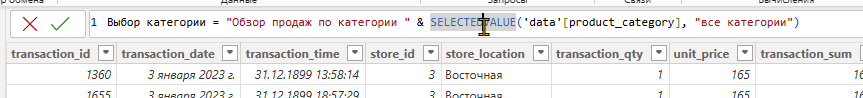 Данные
Запросы
Связи
Вычисления
1 Выбор категории = "Обзор продаж по категории " & SELECTEDVALUE('data'[product_category], "все категории")
transaction_id transaction_date transaction_time store_id store_location transaction_qty unit_price transaction_sum
1360 3 января 2023 г. 31.12.1899 13:58:14 3 Восточная 1 165
1655 3 января 2023 г. 31.12.1899 18:57:29 3 Восточная 1 165